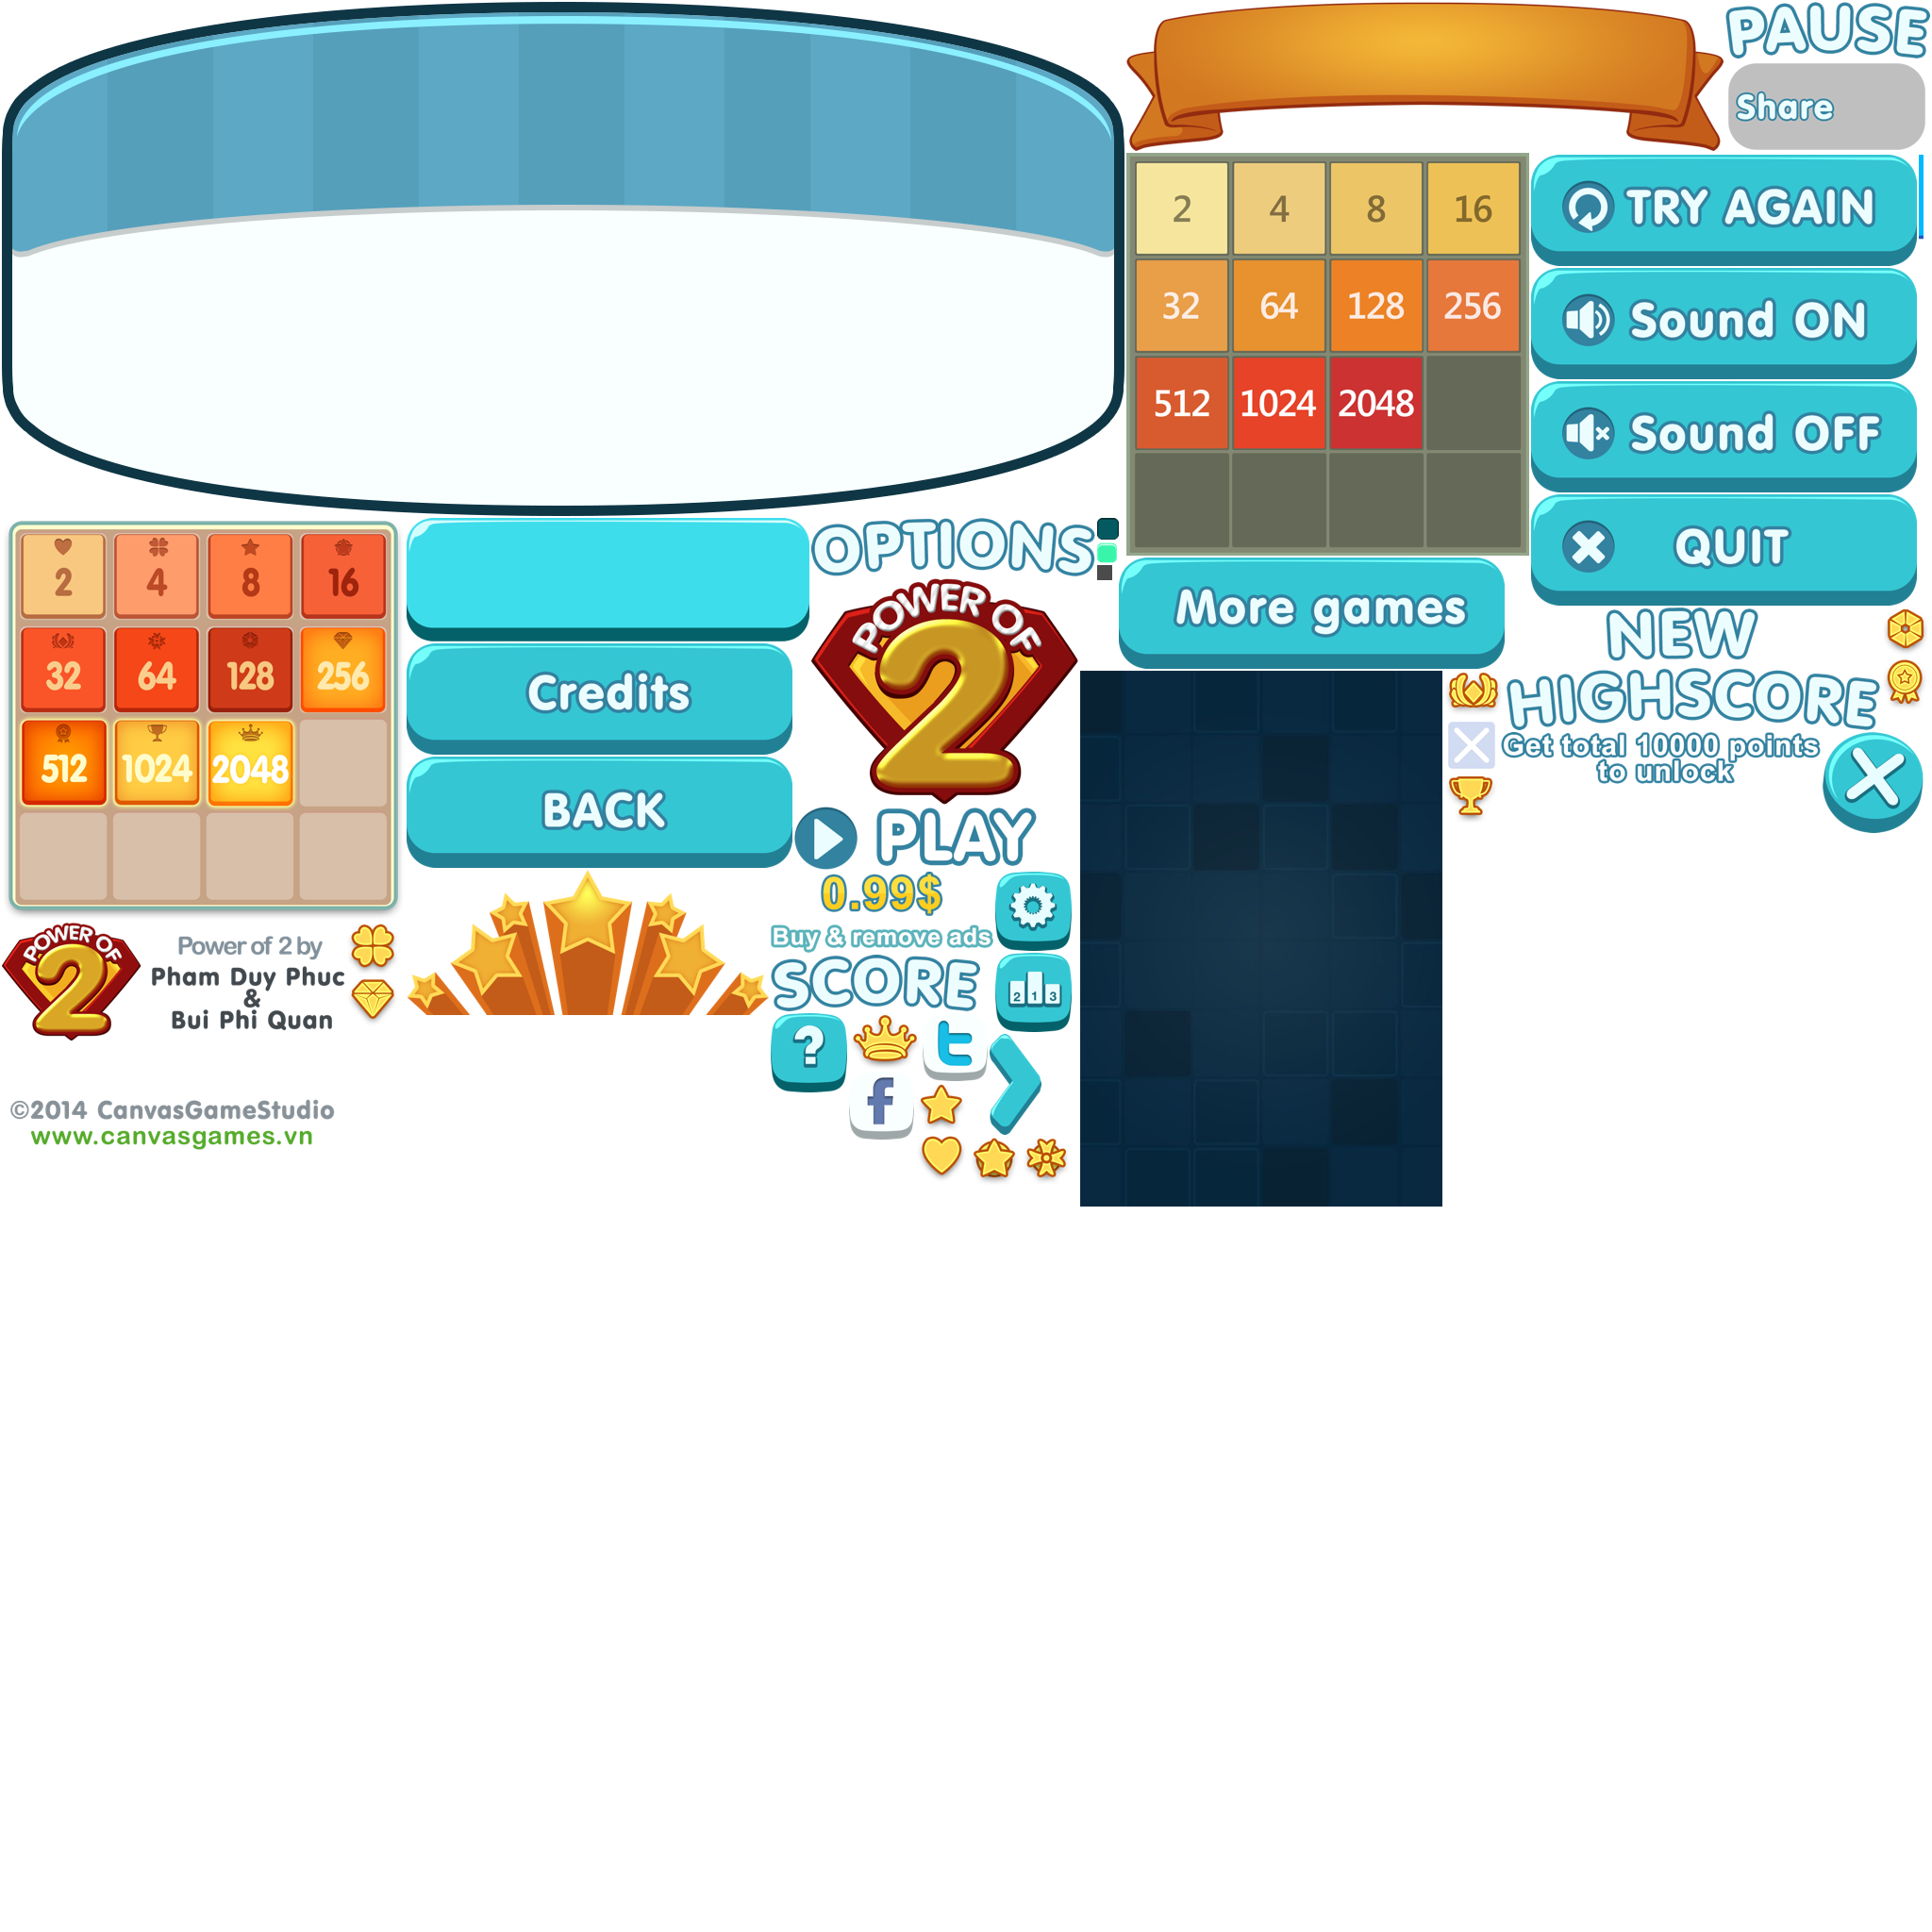 PAUSE
Share
2 4 8 16
32 64 128 256
512 1024 2048
TRY AGAIN
Sound ON
Sound OFF
QUIT
2 4 8 16
32 64 128 256
512 1024 2048
OPTIONS
POWER OF
2
More games
Credits
BACK
PLAY
0.99$
Buy & remove ads
SCORE
2 1 3
?
t
f
NEW
HIGHSCORE
Get total 10000 points
to unlock
POWER OF
2
Power of 2 by
Pham Duy Phuc
&
Bui Phi Quan
©2014 CanvasGameStudio
www.canvasgames.vn